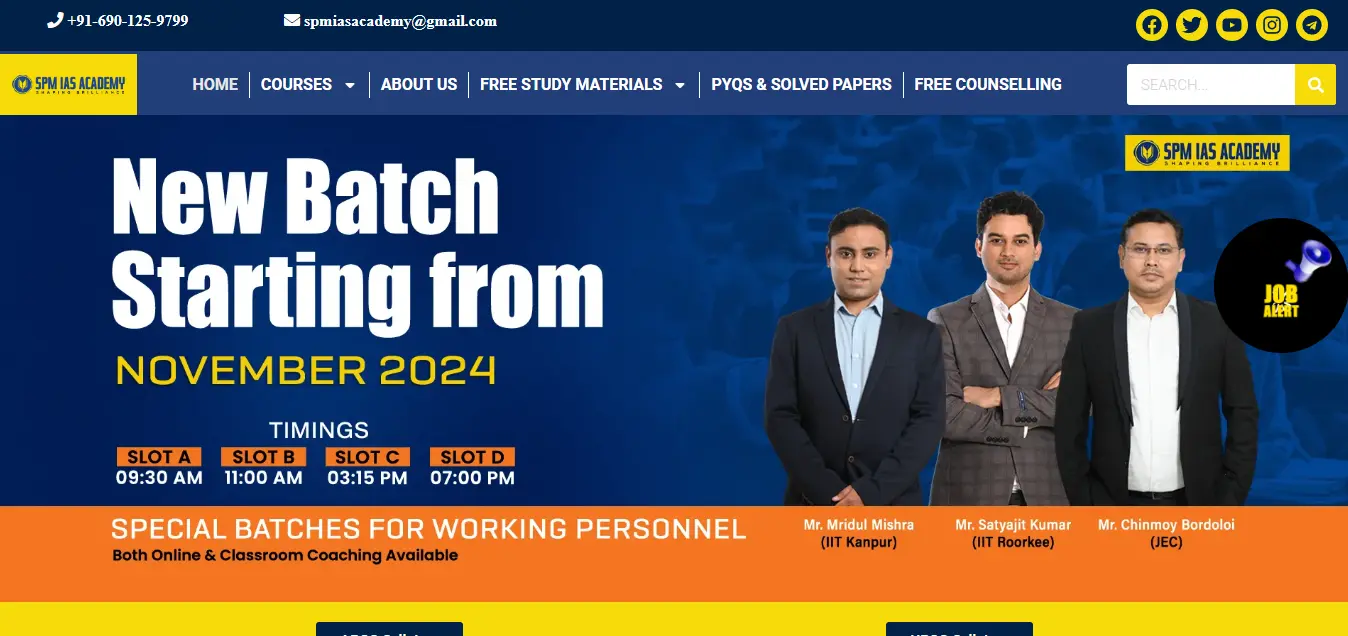 +91-690-125-9799
spmiasacademy@gmail.com
SPM IAS ACADEMY
SHAPING BRILLIANCE
HOME
COURSES
ABOUT US
FREE STUDY MATERIALS
PYQS & SOLVED PAPERS
FREE COUNSELLING
SEARCH...
SPM IAS ACADEMY
SHAPING BRILLIANCE
New Batch
Starting from
NOVEMBER 2024
TIMINGS
SLOT A SLOT B SLOT C SLOT D
09:30 AM 11:00 AM 03:15 PM 07:00 PM
JOB
ALERT
SPECIAL BATCHES FOR WORKING PERSONNEL
Both Online & Classroom Coaching Available
Mr. Mridul Mishra
(IIT Kanpur)
Mr. Satyajit Kumar
(IIT Roorkee)
Mr. Chinmoy Bordoloi
(JEC)